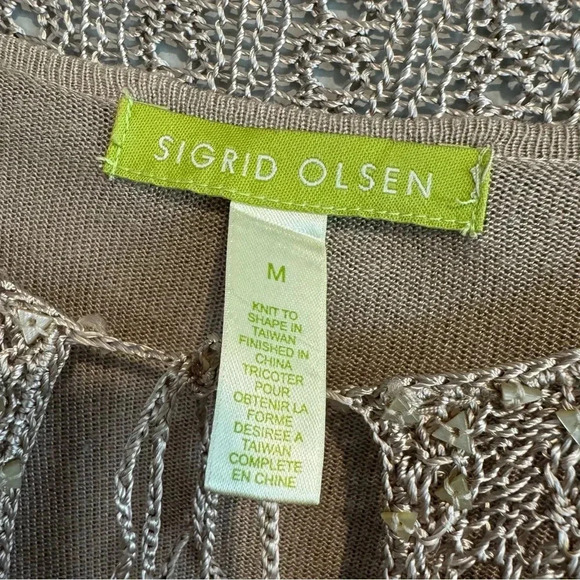 SIGRID OLSEN
M
KNIT TO
SHAPE IN
TAIWAN
FINISHED IN
CHINA
TRICOTER
POUR
OBTENIR LA
FORME
DESIREE A
TAIWAN
COMPLETE
EN CHINE